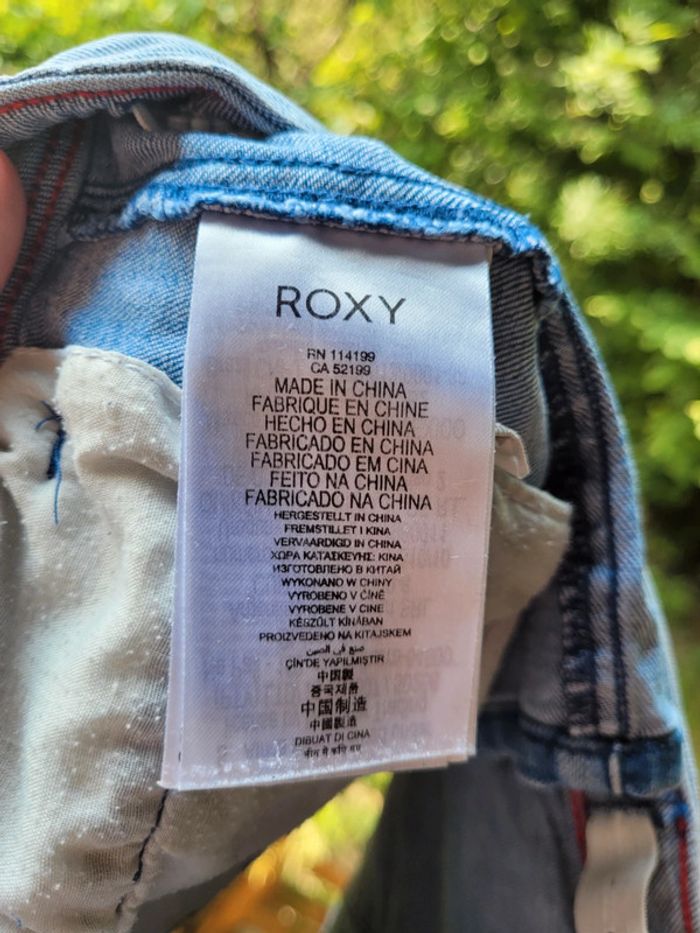 ROXY
RN 114199
CA 52199
MADE IN CHINA
FABRIQUE EN CHINE
HECHO EN CHINA
FABRICADO EN CHINA
FABRICADO EM CINA
FEITO NA CHINA
FABRICADO NA CHINA
HERGESTELLT IN CHINA
FREMSTILLET I KINA
VERVAARDIGD IN CHINA
ΧΩΡΑ ΚΑΤΑΣΚΕΥΗΣ: ΚΙΝΑ
ИЗГОТОВЛЕНО В КИТАЙ
WYKONANO W CHINY
VYROBENO V ČÍNĚ
VYROBENE V CINE
KÉSZÜLT KÍNÁBAN
PROIZVEDENO NA KITAJSKEM
صنع في الصين
ÇİN'DE YAPILMIŞTIR
中国製
중국제품
中国制造
中國製造
DIBUAT DI CINA